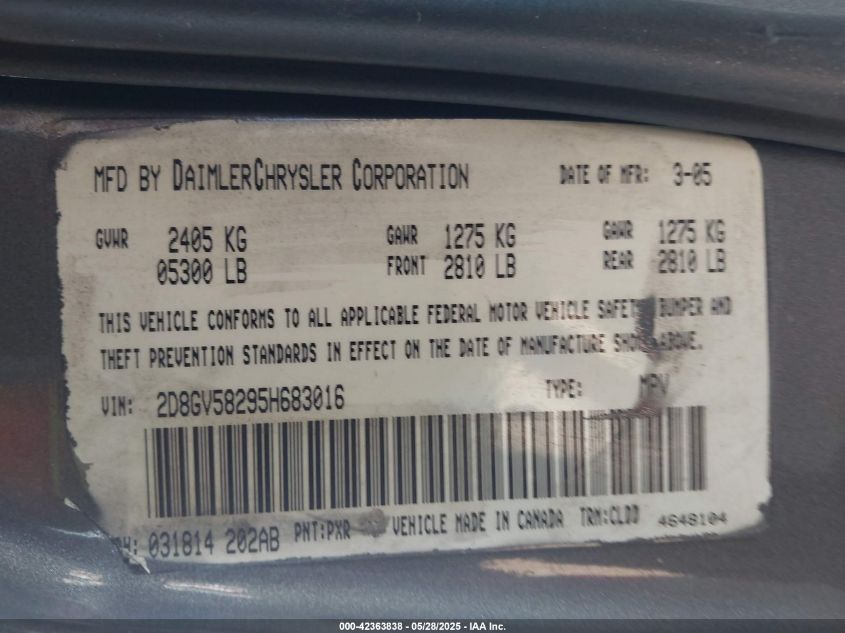 MFD BY DAIMLERCHRYSLER CORPORATION DATE OF MFR: 3-05
GVWR 2405 KG GAWR 1275 KG GAWR 1275 KG
05300 LB FRONT 2810 LB REAR 2810 LB
THIS VEHICLE CONFORMS TO ALL APPLICABLE FEDERAL MOTOR VEHICLE SAFETY BUMPER AND
THEFT PREVENTION STANDARDS IN EFFECT ON THE DATE OF MANUFACTURE SHOWN ABOVE.
VIN: 2D8GV58295H683016 TYPE: MPV
031814 202AB PNT:PXR VEHICLE MADE IN CANADA TRM:CLDD 4648104
000-42363838 - 05/28/2025 - IAA Inc.